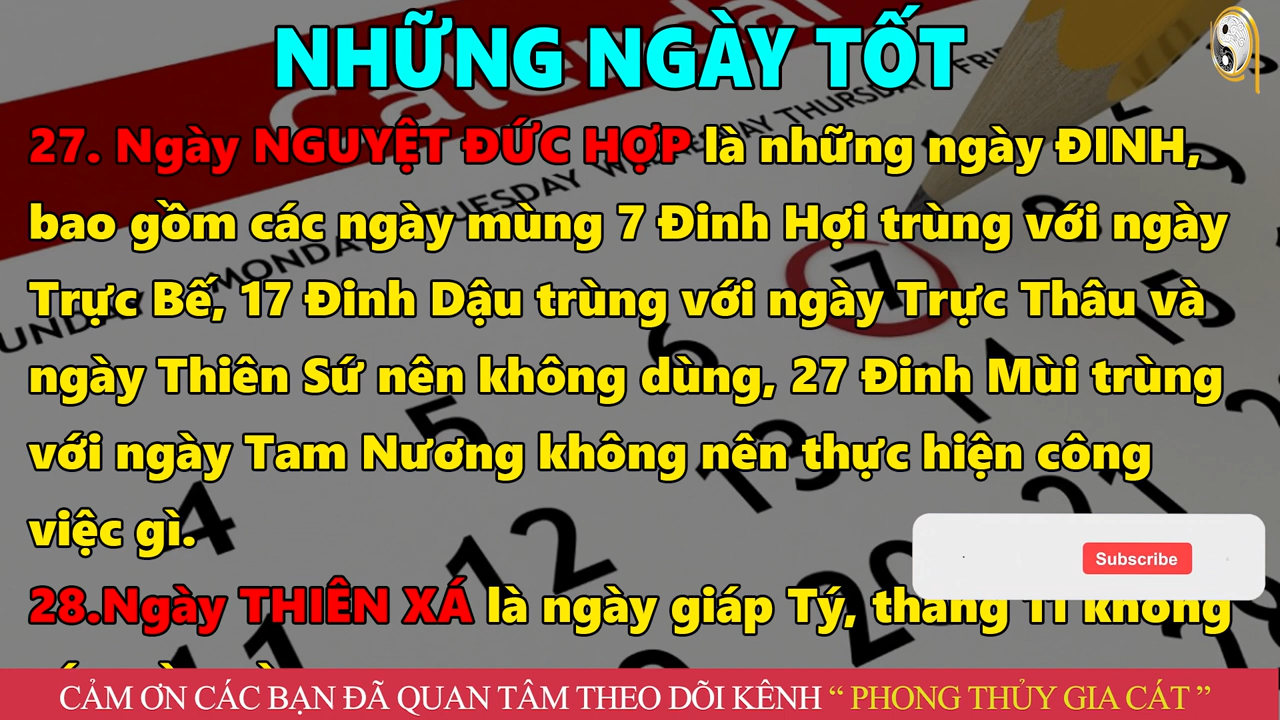 NHỮNG NGÀY TỐT
27. Ngày NGUYỆT ĐỨC HỢP là những ngày ĐINH,
bao gồm các ngày mùng 7 Đinh Hợi trùng với ngày
Trực Bế, 17 Đinh Dậu trùng với ngày Trực Thâu và
ngày Thiên Sứ nên không dùng, 27 Đinh Mùi trùng
với ngày Tam Nương không nên thực hiện công
việc gì.
Subscribe
28.Ngày THIÊN XÁ là ngày giáp Tý, tháng 11 không
CẢM ƠN CÁC BẠN ĐÃ QUAN TÂM THEO DÕI KÊNH “ PHONG THỦY GIA CÁT ”